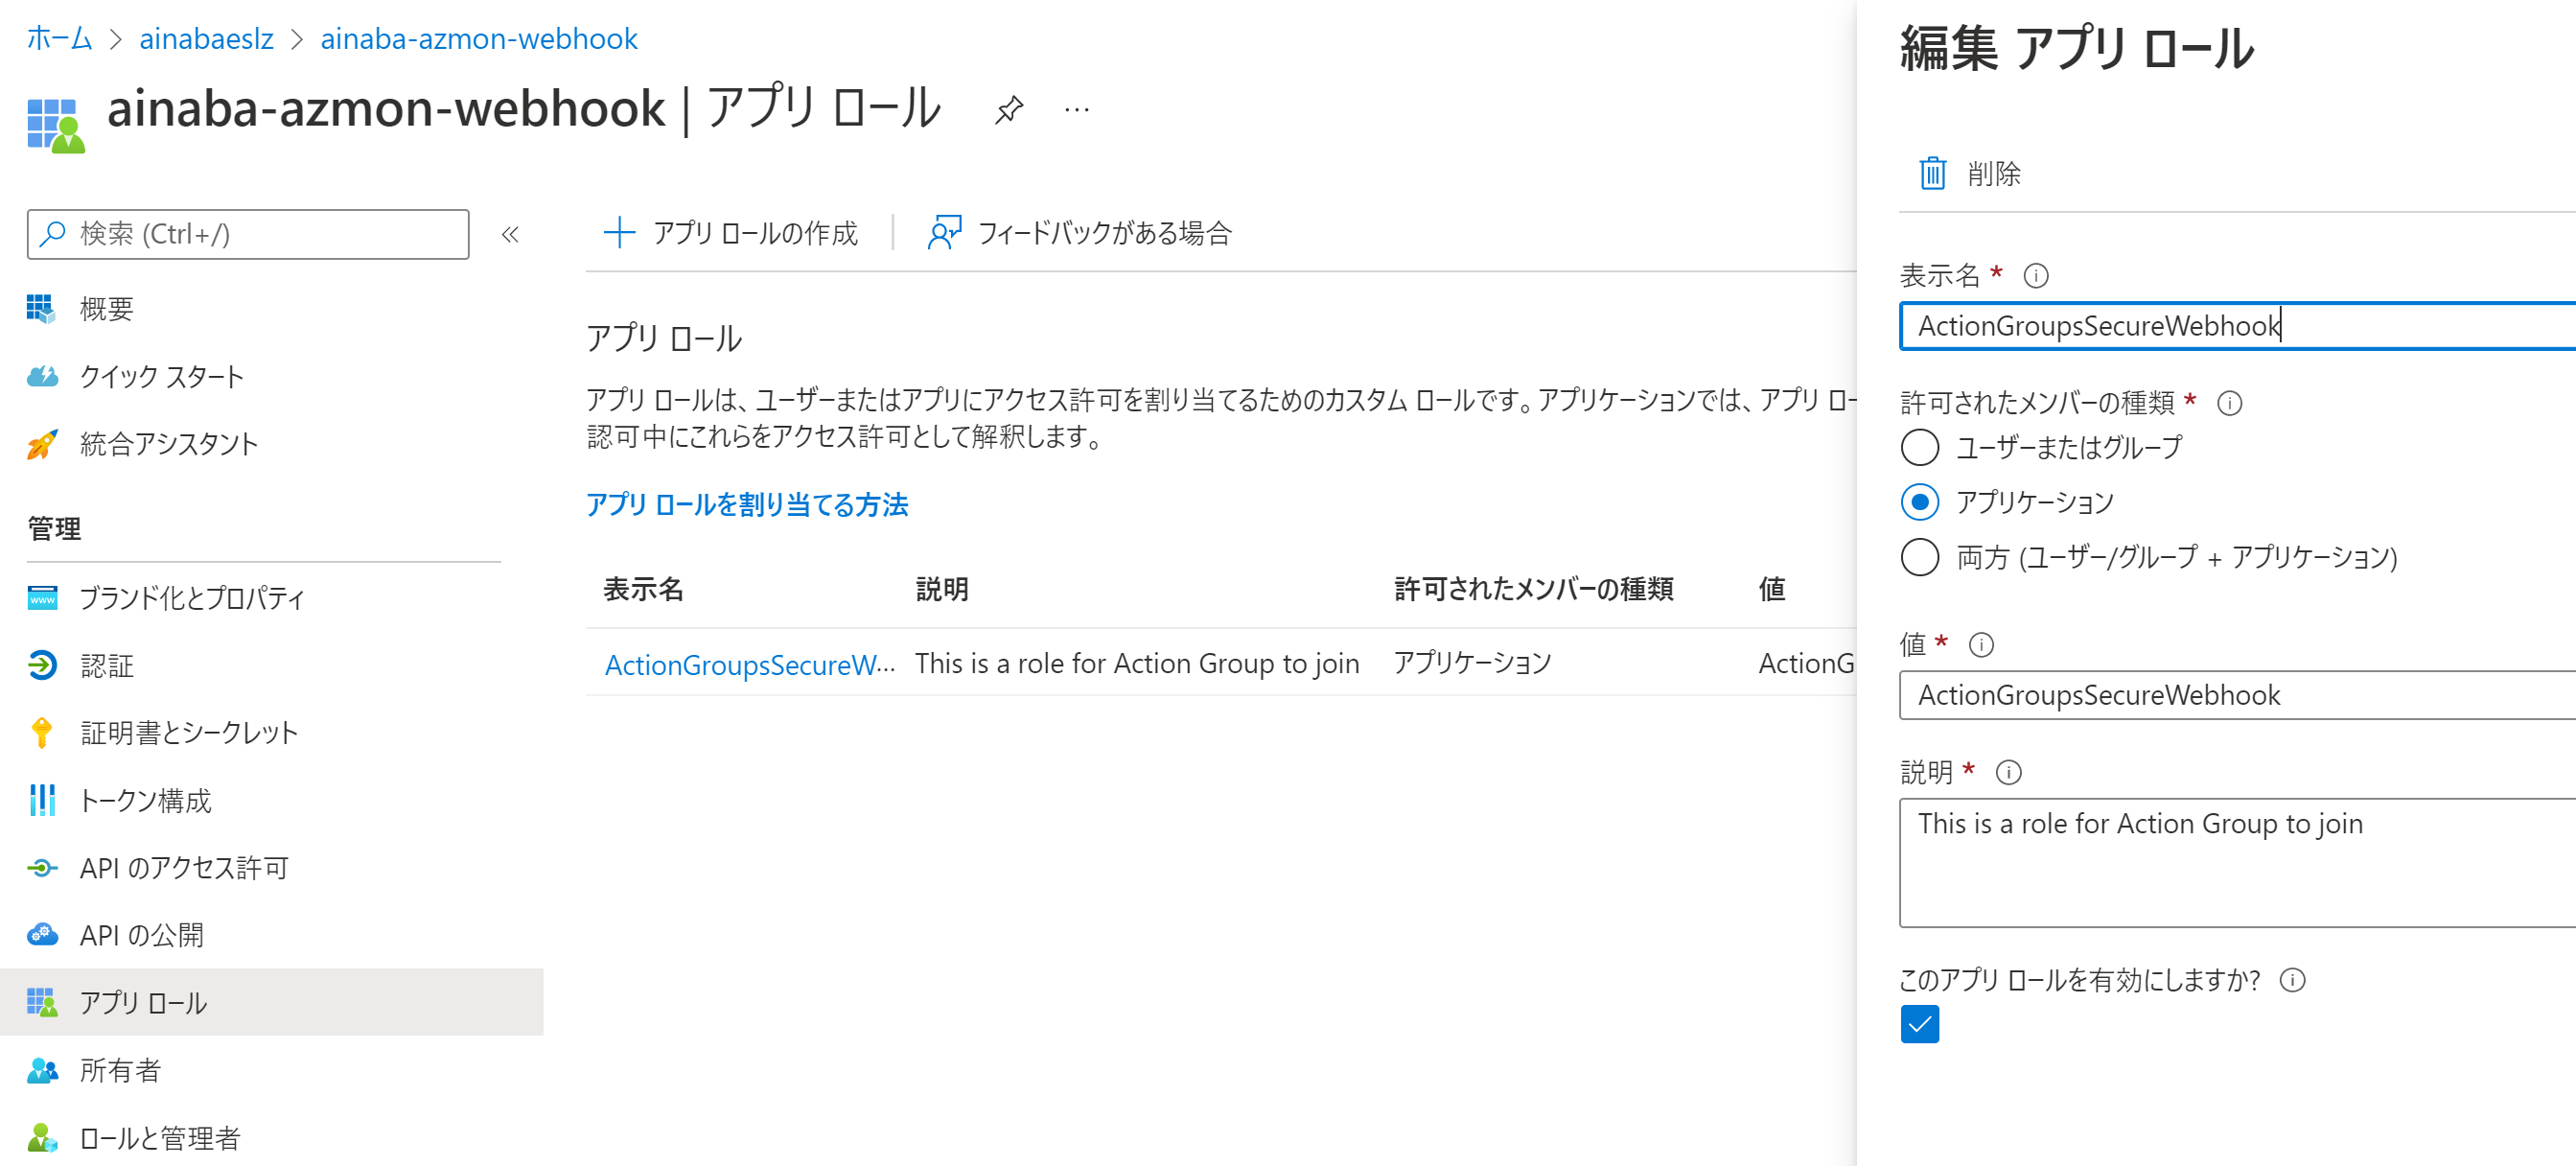 ホーム > ainabaeslz > ainaba-azmon-webhook
ainaba-azmon-webhook | アプリ ロール ...
検索 (Ctrl+/) «
概要
クイック スタート
統合アシスタント
管理
ブランド化とプロパティ
認証
証明書とシークレット
トークン構成
API のアクセス許可
API の公開
アプリ ロール
所有者
ロールと管理者
+ アプリ ロールの作成 | フィードバックがある場合
アプリ ロール
アプリ ロールは、ユーザーまたはアプリにアクセス許可を割り当てるためのカスタム ロールです。アプリケーションでは、アプリ ロー
認可中にこれらをアクセス許可として解釈します。
アプリ ロールを割り当てる方法
表示名 説明 許可されたメンバーの種類 値
ActionGroupsSecureW... This is a role for Action Group to join アプリケーション ActionG
編集 アプリ ロール
削除
表示名 *
ActionGroupsSecureWebhook
許可されたメンバーの種類 *
ユーザーまたはグループ
アプリケーション
両方 (ユーザー/グループ + アプリケーション)
値 *
ActionGroupsSecureWebhook
説明 *
This is a role for Action Group to join
このアプリ ロールを有効にしますか?